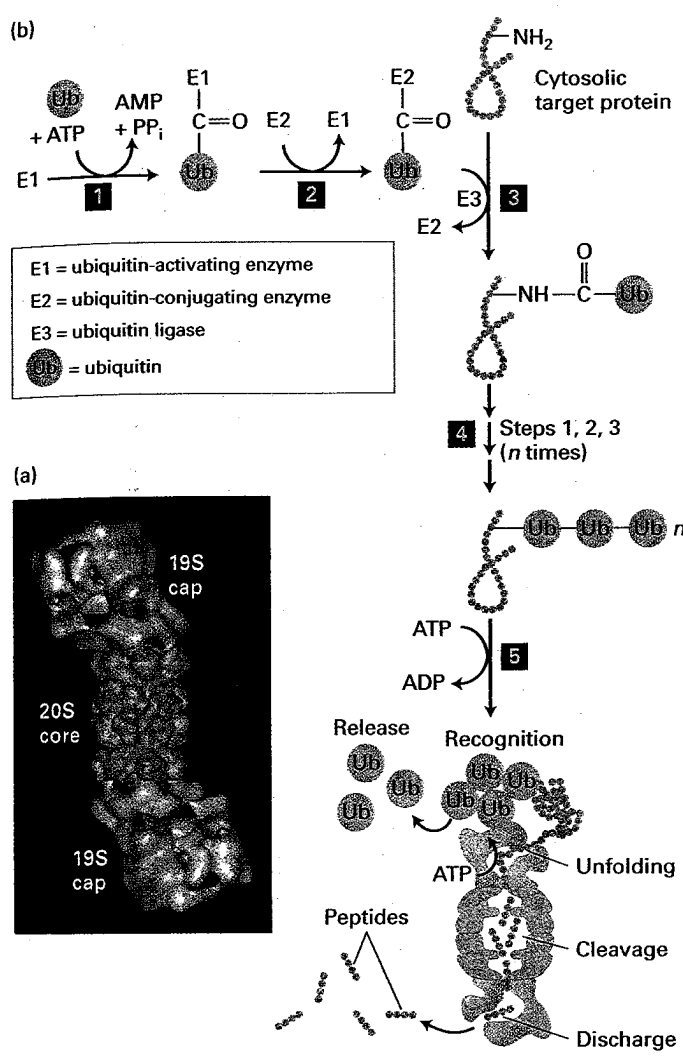 (b)
Ub
+ ATP
AMP
+ PPi
E1
1
E1
C=O
Ub
E2
E1
2
E2
C=O
Ub
NH2
Cytosolic
target protein
E3
E2
3
E1 = ubiquitin-activating enzyme
E2 = ubiquitin-conjugating enzyme
E3 = ubiquitin ligase
Ub = ubiquitin
O
NH
C
Ub
4
Steps 1, 2, 3
(n times)
Ub
Ub
Ub
n
ATP
ADP
5
(a)
19S
cap
20S
core
19S
cap
Release
Ub
Ub
Ub
Recognition
Ub
Ub
Ub
Ub
ATP
Unfolding
Cleavage
Peptides
Discharge